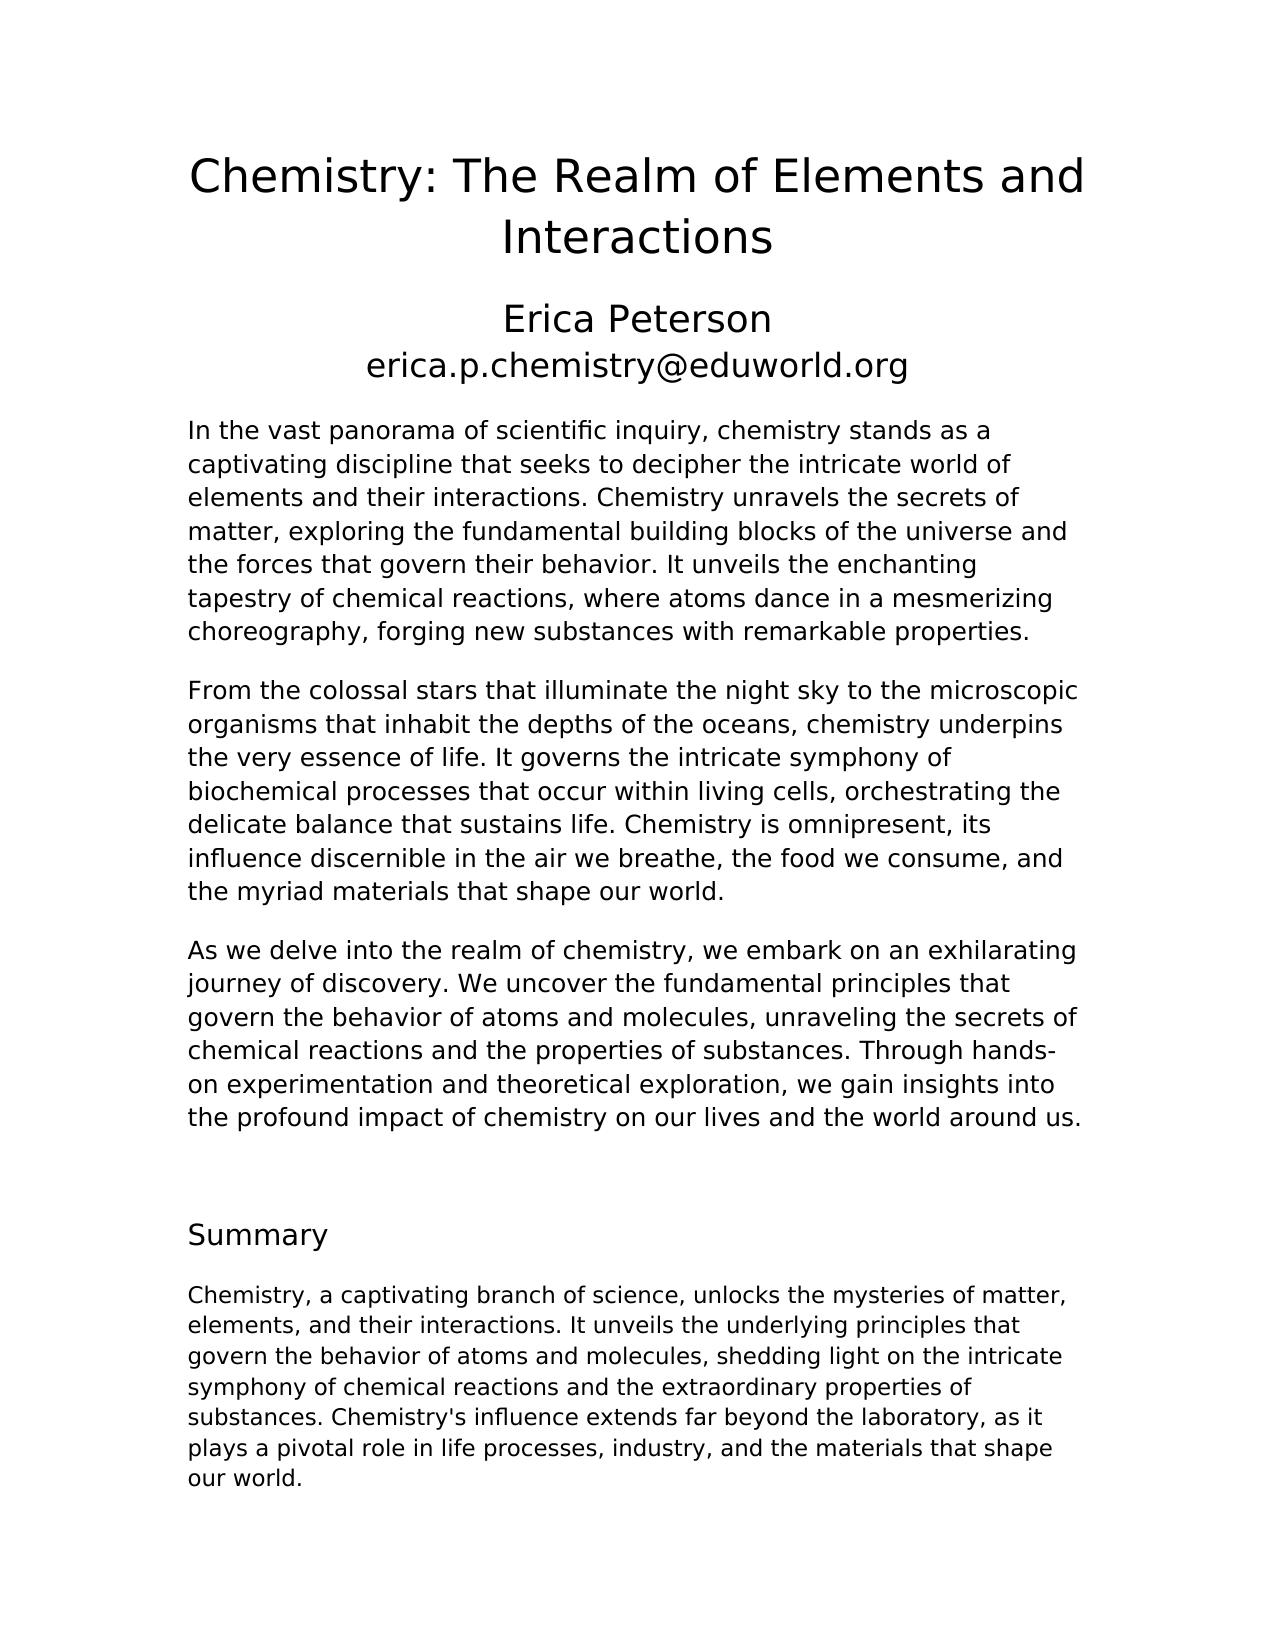 Chemistry: The Realm of Elements and
Interactions
Erica Peterson
erica.p.chemistry@eduworld.org
In the vast panorama of scientific inquiry, chemistry stands as a
captivating discipline that seeks to decipher the intricate world of
elements and their interactions. Chemistry unravels the secrets of
matter, exploring the fundamental building blocks of the universe and
the forces that govern their behavior. It unveils the enchanting
tapestry of chemical reactions, where atoms dance in a mesmerizing
choreography, forging new substances with remarkable properties.
From the colossal stars that illuminate the night sky to the microscopic
organisms that inhabit the depths of the oceans, chemistry underpins
the very essence of life. It governs the intricate symphony of
biochemical processes that occur within living cells, orchestrating the
delicate balance that sustains life. Chemistry is omnipresent, its
influence discernible in the air we breathe, the food we consume, and
the myriad materials that shape our world.
As we delve into the realm of chemistry, we embark on an exhilarating
journey of discovery. We uncover the fundamental principles that
govern the behavior of atoms and molecules, unraveling the secrets of
chemical reactions and the properties of substances. Through hands-
on experimentation and theoretical exploration, we gain insights into
the profound impact of chemistry on our lives and the world around us.
Summary
Chemistry, a captivating branch of science, unlocks the mysteries of matter,
elements, and their interactions. It unveils the underlying principles that
govern the behavior of atoms and molecules, shedding light on the intricate
symphony of chemical reactions and the extraordinary properties of
substances. Chemistry's influence extends far beyond the laboratory, as it
plays a pivotal role in life processes, industry, and the materials that shape
our world.